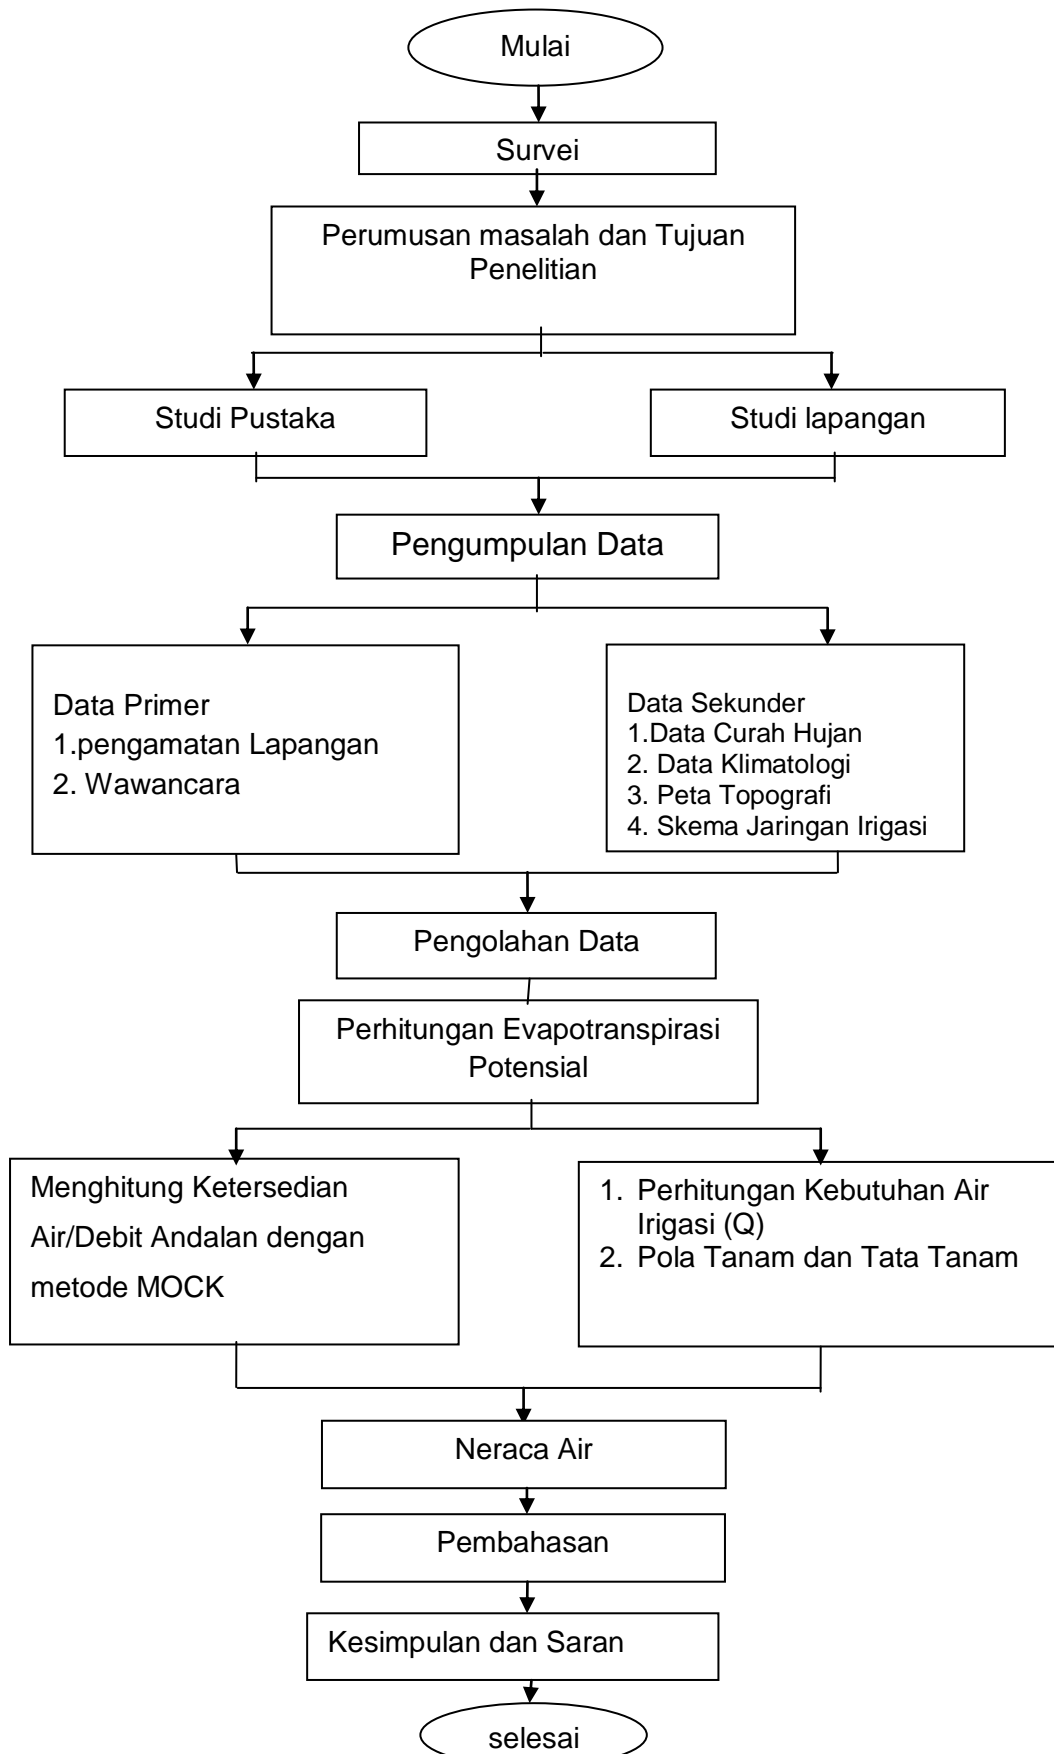 Mulai
Survei
Perumusan masalah dan Tujuan
Penelitian
Studi Pustaka
Studi lapangan
Pengumpulan Data
Data Primer
1.pengamatan Lapangan
2. Wawancara
Data Sekunder
1.Data Curah Hujan
2. Data Klimatologi
3. Peta Topografi
4. Skema Jaringan Irigasi
Pengolahan Data
Perhitungan Evapotranspirasi
Potensial
Menghitung Ketersedian
Air/Debit Andalan dengan
metode MOCK
1. Perhitungan Kebutuhan Air
Irigasi (Q)
2. Pola Tanam dan Tata Tanam
Neraca Air
Pembahasan
Kesimpulan dan Saran
selesai